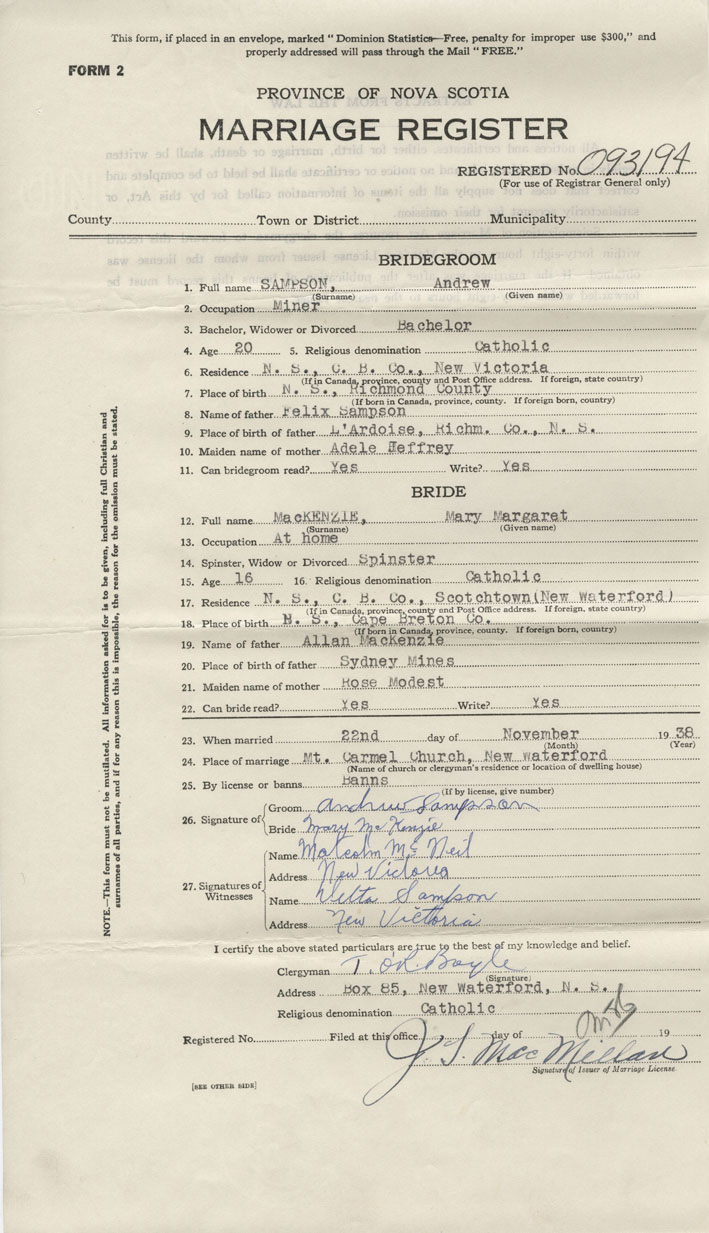 This form, if placed in an envelope, marked "Dominion Statistics—Free, penalty for improper use $300," and
properly addressed will pass through the Mail "FREE."
FORM 2
PROVINCE OF NOVA SCOTIA
MARRIAGE REGISTER
REGISTERED No. 093194
(For use of Registrar General only)
County Town or District Municipality
BRIDEGROOM
1. Full name SAMPSON, Andrew
(Surname) (Given name)
2. Occupation Miner
3. Bachelor, Widower or Divorced Bachelor
4. Age 20 5. Religious denomination Catholic
6. Residence N. S., C. B. Co., New Victoria
(If in Canada, province, county and Post Office address. If foreign, state country)
7. Place of birth N. S., Richmond County
(If born in Canada, province, county. If foreign born, country)
8. Name of father Felix Sampson
9. Place of birth of father L'Ardoise, Richm. Co., N. S.
10. Maiden name of mother Adele Jeffrey
11. Can bridegroom read? Yes Write? Yes
BRIDE
12. Full name MacKENZIE, Mary Margaret
(Surname) (Given name)
13. Occupation At home
14. Spinster, Widow or Divorced Spinster
15. Age 16 16. Religious denomination Catholic
17. Residence N. S., C. B. Co., Scotchtown(New Waterford)
(If in Canada, province, county and Post Office address. If foreign, state country)
18. Place of birth N. S., Cape Breton Co.
(If born in Canada, province, county. If foreign born, country)
19. Name of father Allan MacKenzie
20. Place of birth of father Sydney Mines
21. Maiden name of mother Rose Modest
22. Can bride read? Yes Write? Yes
23. When married 22nd day of November 19 38
(Month) (Year)
24. Place of marriage Mt. Carmel Church, New Waterford
(Name of church or clergyman's residence or location of dwelling house)
25. By license or banns Banns
(If by license, give number)
26. Signature of Groom Andrew Sampson
Bride Mary McKenzie
27. Signatures of Witnesses
Name Malcolm McNeil
Address New Victoria
Name Sampson
Address New Victoria
I certify the above stated particulars are true to the best of my knowledge and belief.
Clergyman T. O'R. Boyle
(Signature)
Address Box 85, New Waterford, N. S.
Religious denomination Catholic
Registered No. Filed at this office day of 19
J. S. MacMillan
Signature of Issuer of Marriage License.
[SEE OTHER SIDE]
NOTE.—This form must not be mutilated. All information asked for is to be given, including full Christian and
surnames of all parties, and if for any reason this is impossible, the reason for the omission must be stated.